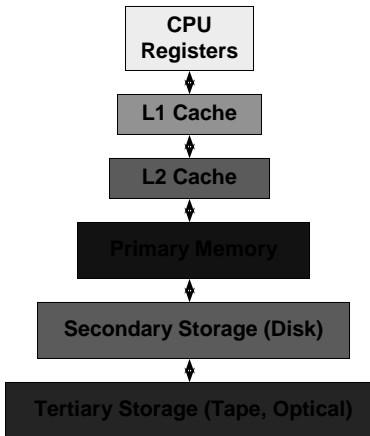 CPU
Registers
L1 Cache
L2 Cache
Primary Memory
Secondary Storage (Disk)
Tertiary Storage (Tape, Optical)